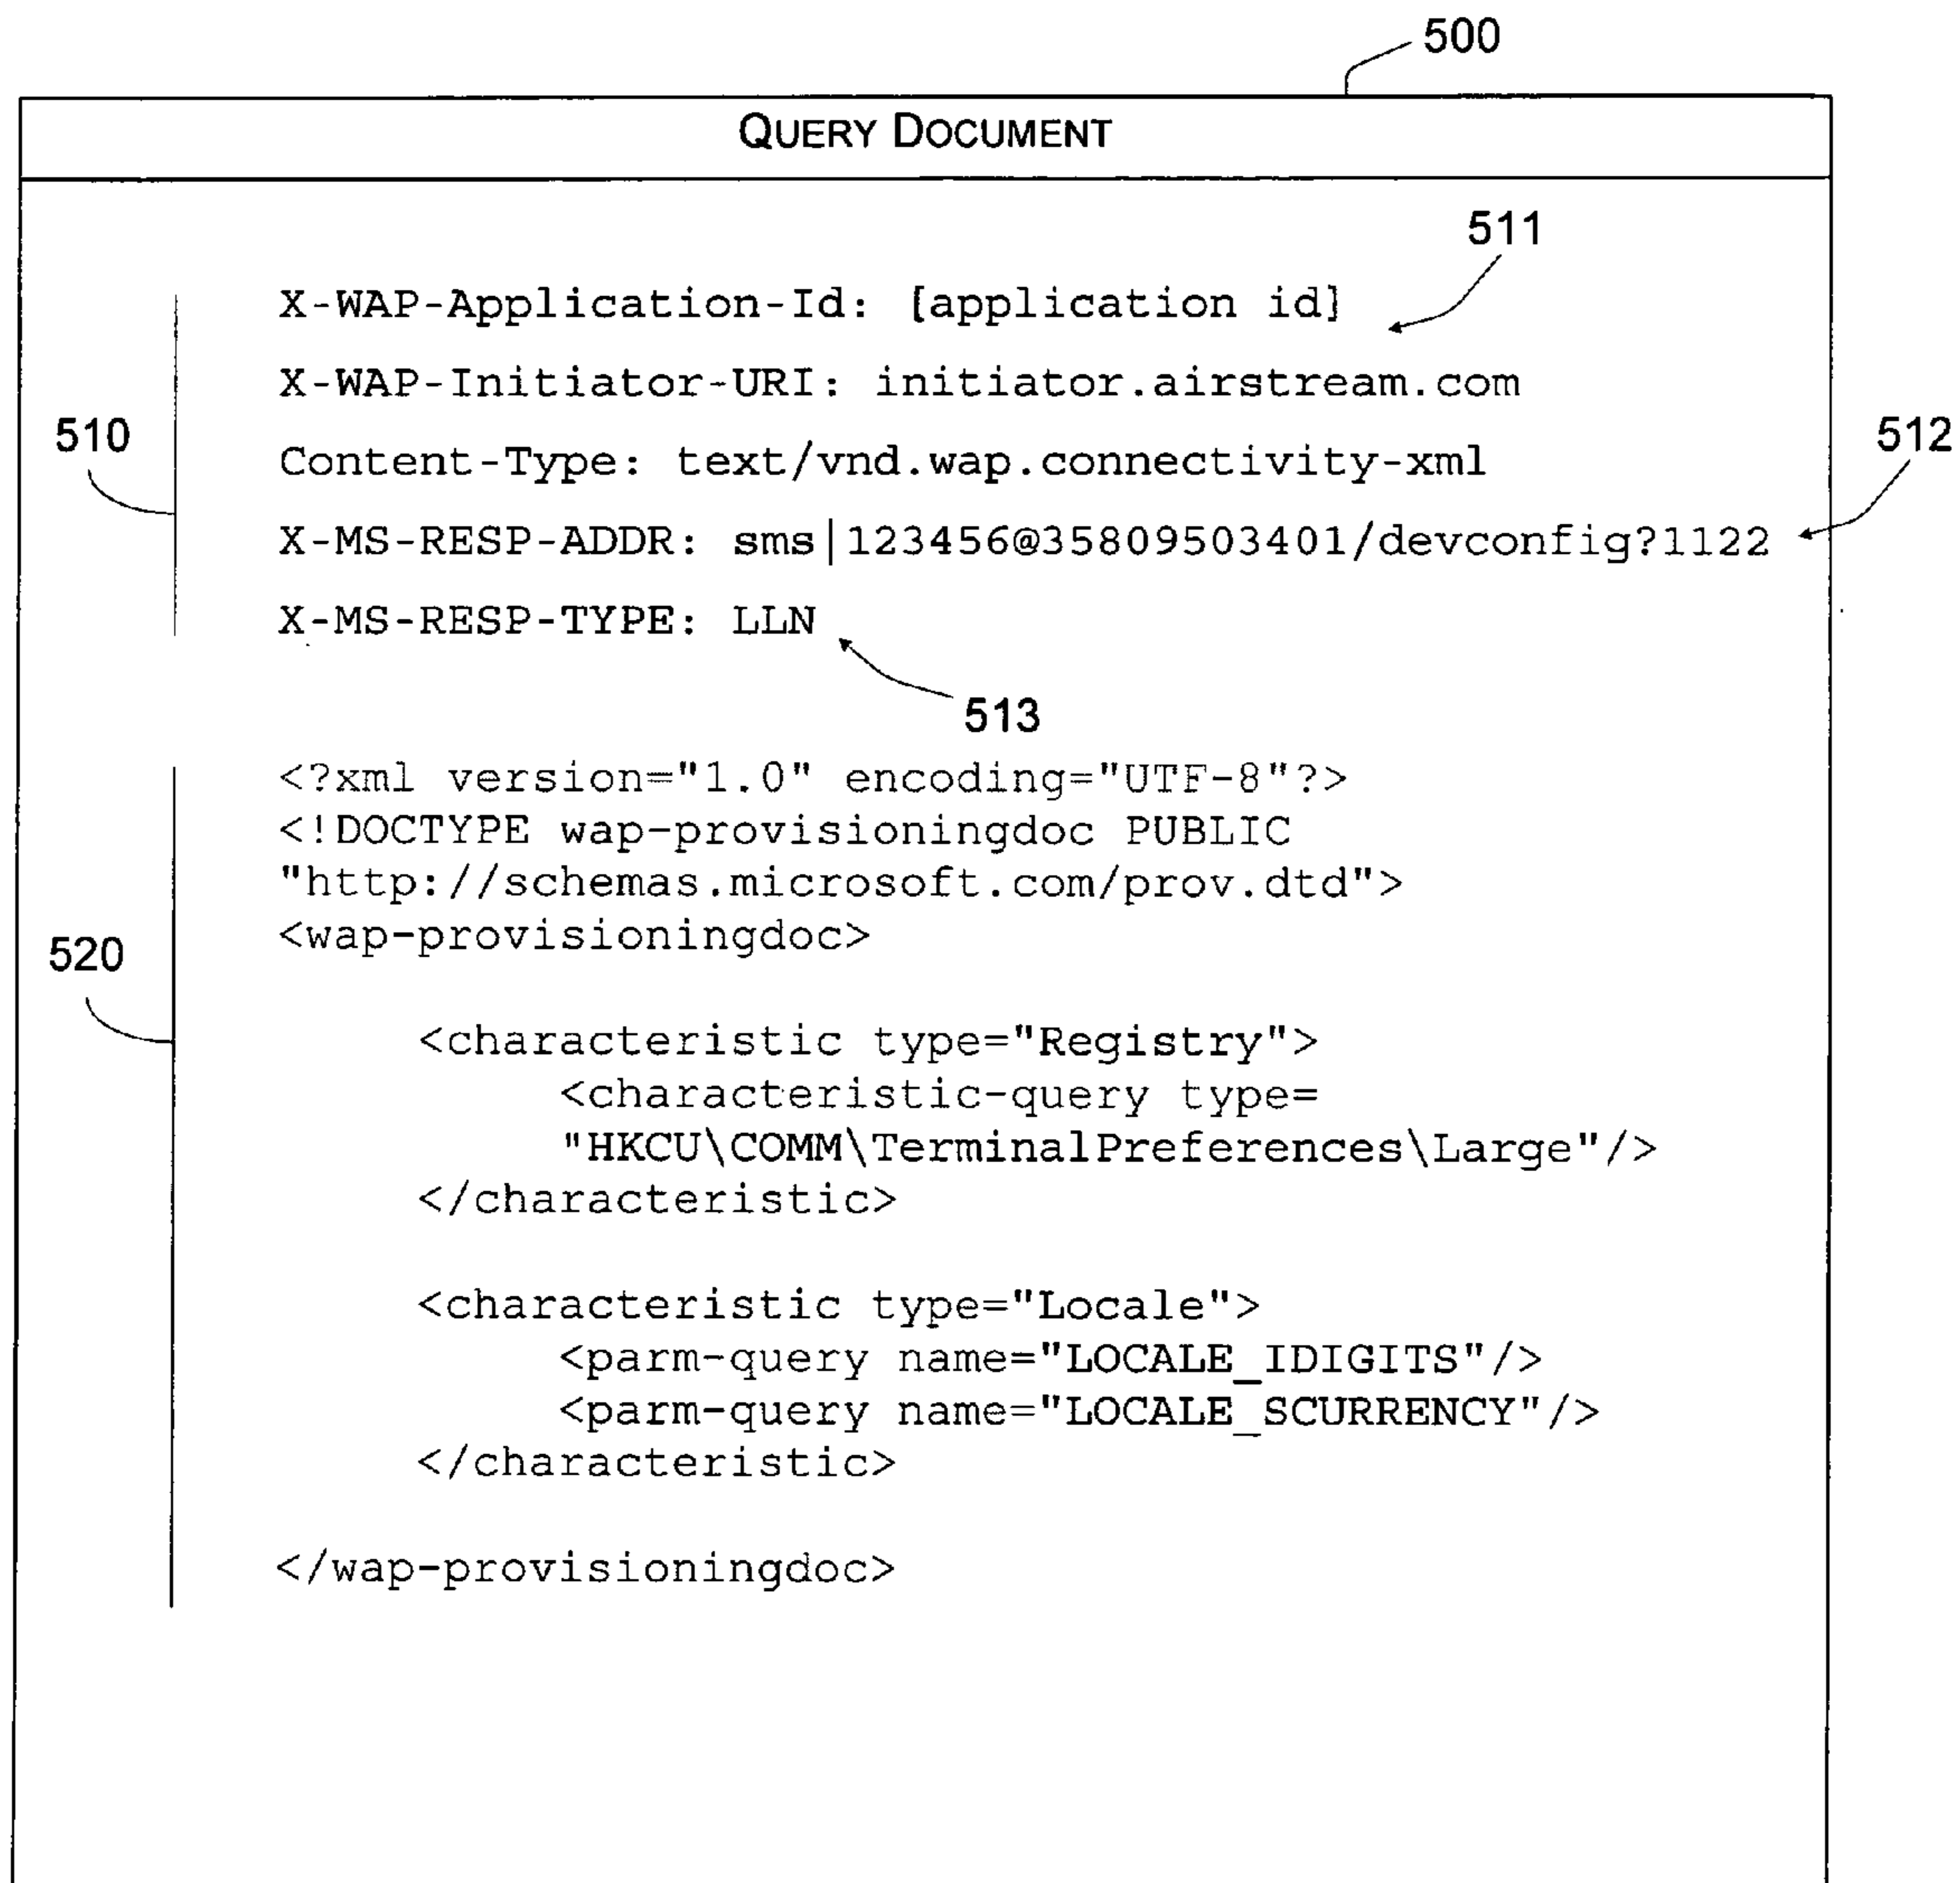 500
QUERY DOCUMENT
511
X-WAP-Application-Id: [application id]
X-WAP-Initiator-URI: initiator.airstream.com
510
512
Content-Type: text/vnd.wap.connectivity-xml
X-MS-RESP-ADDR: sms|123456@35809503401/devconfig?1122
X-MS-RESP-TYPE: LLN
513
<?xml version="1.0" encoding="UTF-8"?>
<!DOCTYPE wap-provisioningdoc PUBLIC
"http://schemas.microsoft.com/prov.dtd">
<wap-provisioningdoc>
520
<characteristic type="Registry">
<characteristic-query type=
"HKCU\COMM\TerminalPreferences\Large"/>
</characteristic>
<characteristic type="Locale">
<parm-query name="LOCALE_IDIGITS"/>
<parm-query name="LOCALE_SCURRENCY"/>
</characteristic>
</wap-provisioningdoc>